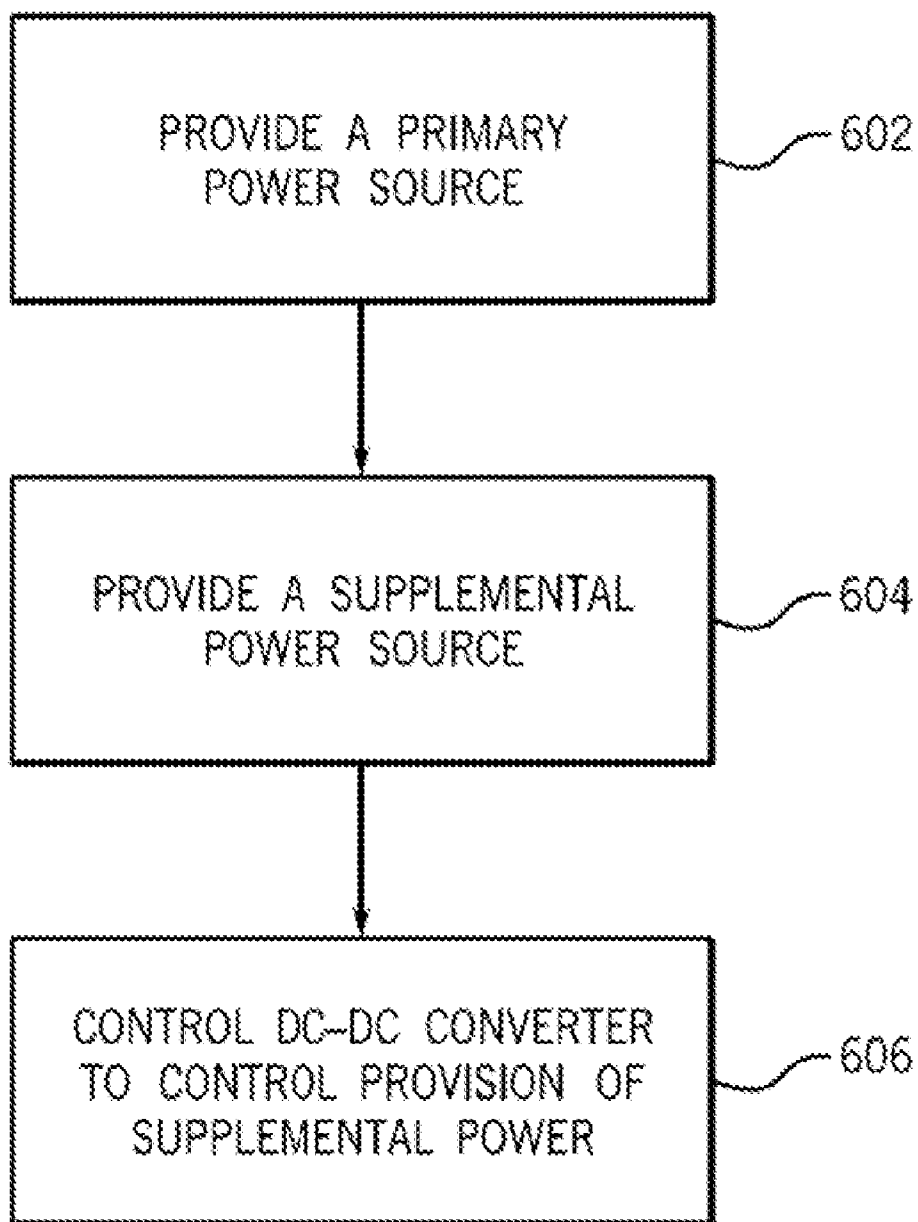 PROVIDE A PRIMARY
POWER SOURCE
602
PROVIDE A SUPPLEMENTAL
POWER SOURCE
604
CONTROL DC-DC CONVERTER
TO CONTROL PROVISION OF
SUPPLEMENTAL POWER
606